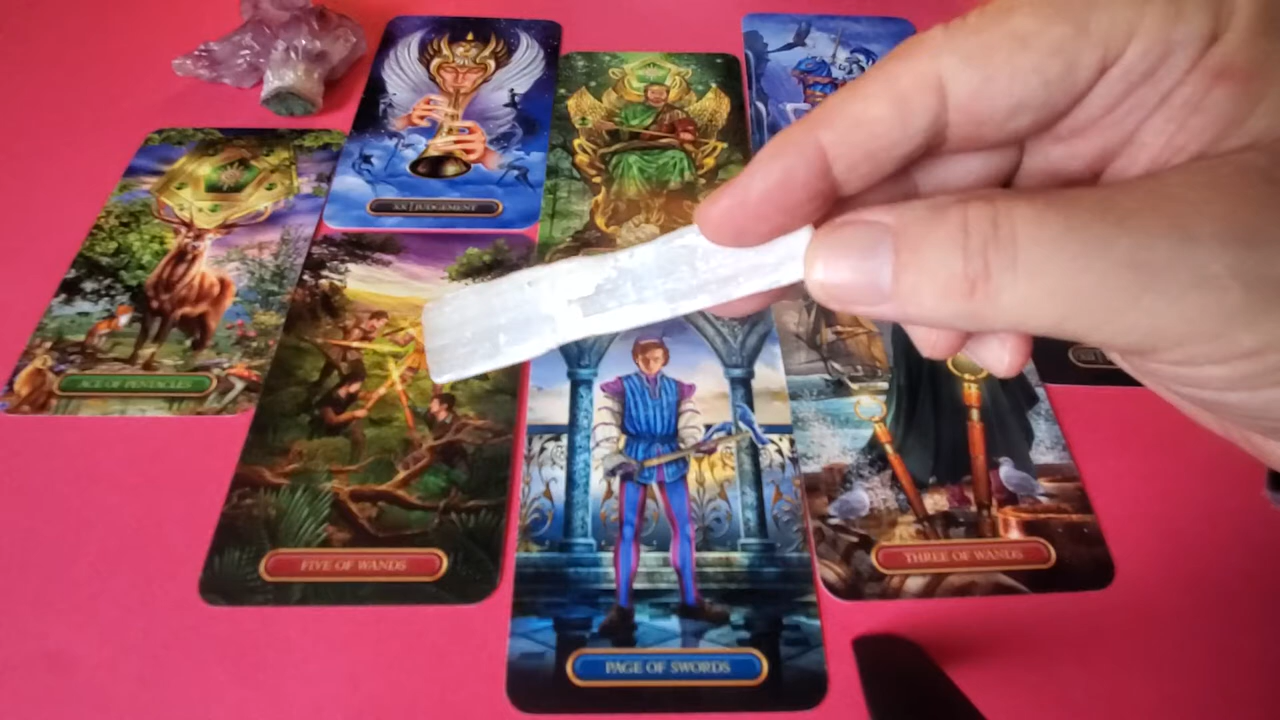 XX | JUDGEMENT
ACE OF PENTACLES
FIVE OF WANDS
THREE OF WANDS
PAGE OF SWORDS